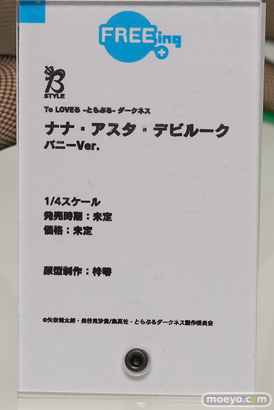 FREEing
B
STYLE
To LOVEる -とらぶる- ダークネス
ナナ・アスタ・デビルーク
バニーVer.
1/4スケール
発売時期：未定
価格：未定
原型制作：梓雫
©矢吹健太朗・長谷見沙貴/集英社・とらぶるダークネス製作委員会
moeyo.com